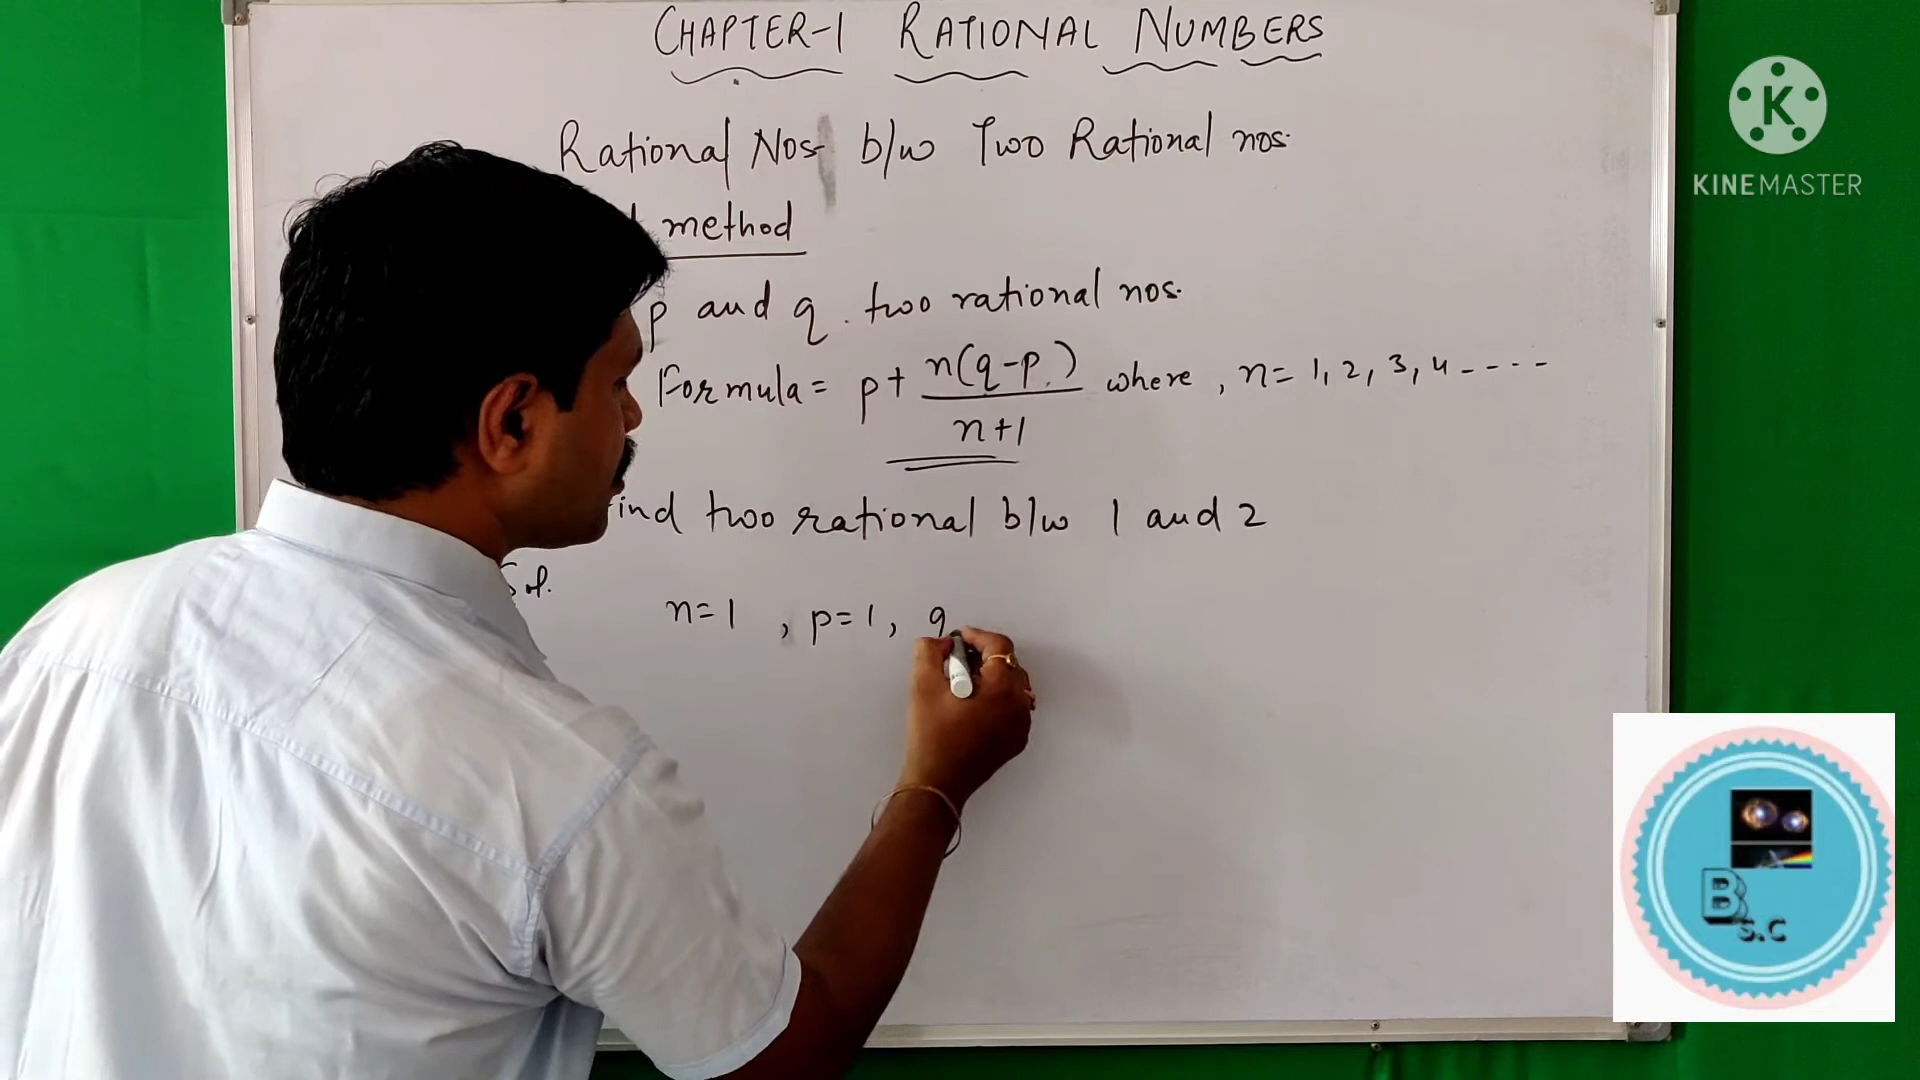 CHAPTER-1 RATIONAL NUMBERS
Rational Nos b/w Two Rational nos.
method
p and q . two rational nos.
Formula = p + n(q-p) / n+1 where , n = 1, 2, 3, 4 - - - -
ind two rational b/w 1 and 2
Sol.
n=1 , p=1, q
K
KINEMASTER
B
S.C